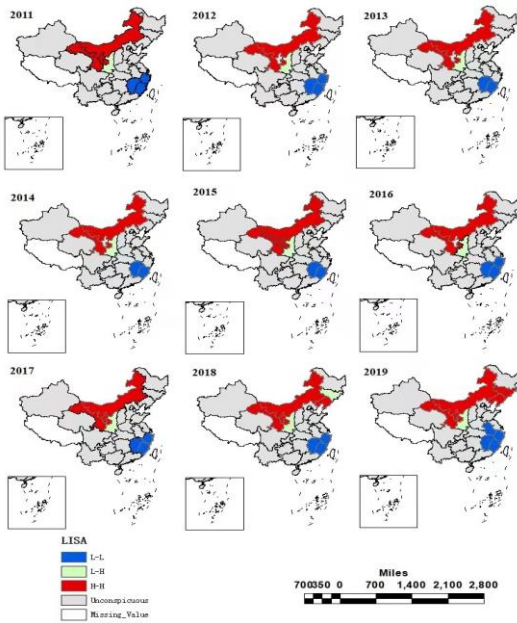 2011 2012 2013
2014 2015 2016
2017 2018 2019
LISA
L-L
L-H
H-H
Unconspicuous
Missing_Value
Miles
700350 0 700 1,400 2,100 2,800